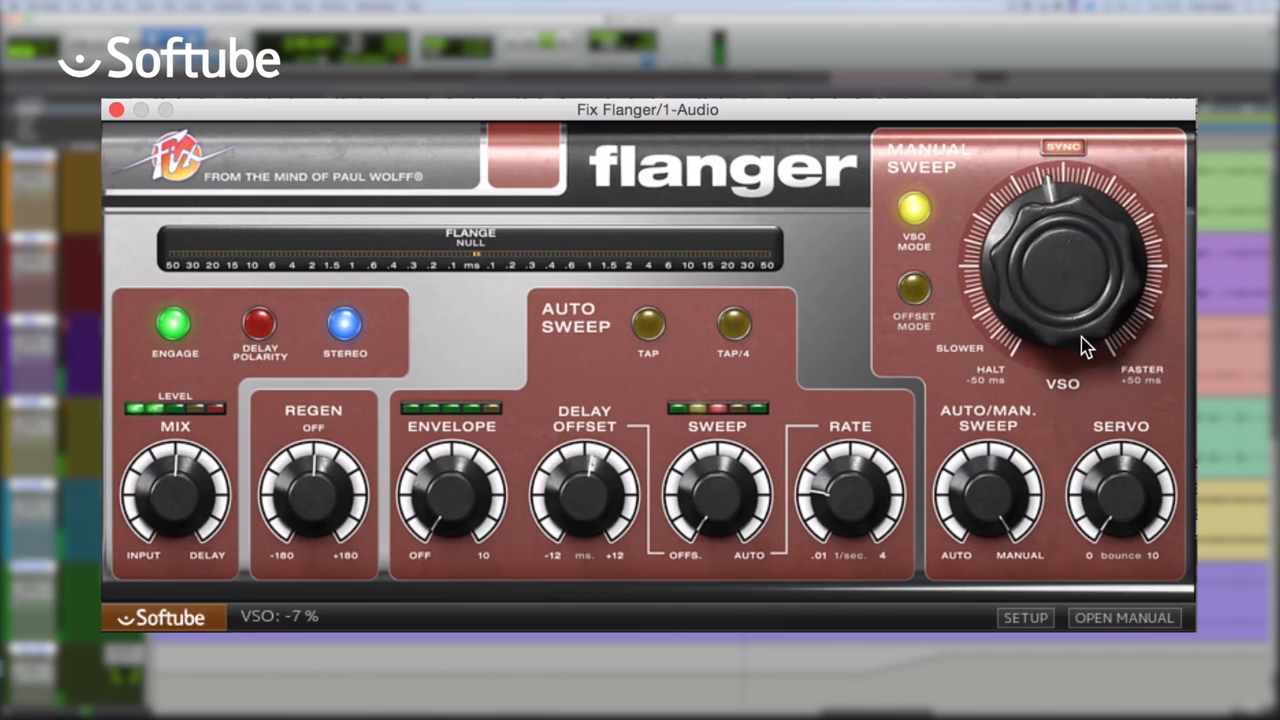 Softube
Fix Flanger/1-Audio
Fix
FROM THE MIND OF PAUL WOLFF®
flanger
MANUAL
SWEEP
SYNC
VSO
MODE
OFFSET
MODE
SLOWER
HALT
-50 ms
VSO
FASTER
+50 ms
FLANGE
NULL
50 30 20 15 10 6 4 2 1.5 1 .6 .4 .3 .2 .1 ms .1 .2 .3 .4 .6 1 1.5 2 4 6 10 15 20 30 50
ENGAGE
DELAY
POLARITY
STEREO
AUTO
SWEEP
TAP
TAP/4
LEVEL
MIX
INPUT DELAY
REGEN
OFF
-180 +180
ENVELOPE
OFF 10
DELAY
OFFSET
-12 ms. +12
SWEEP
OFFS. AUTO
RATE
.01 1/sec. 4
AUTO/MAN.
SWEEP
AUTO MANUAL
SERVO
0 bounce 10
Softube
VSO: -7 %
SETUP
OPEN MANUAL